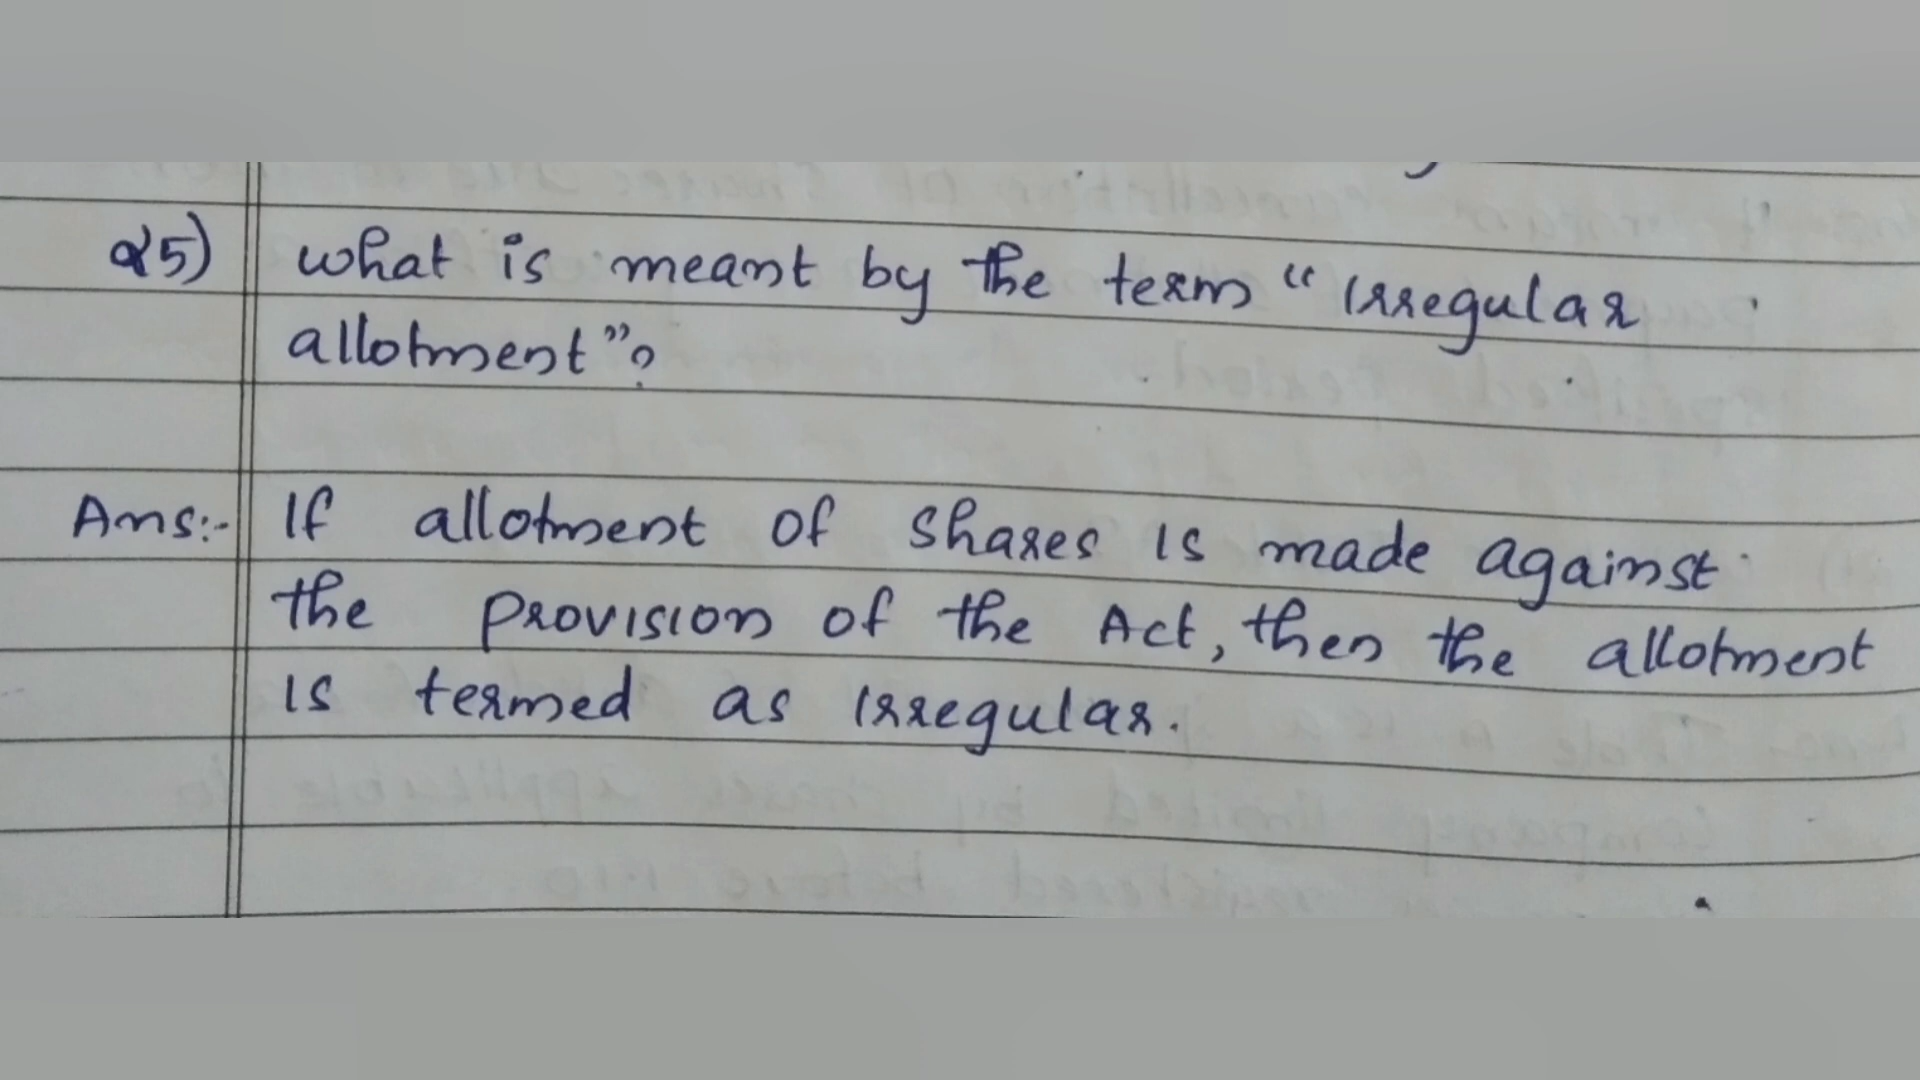 Q5) what is meant by the term "Irregular
allotment"?
Ans:- If allotment of shares is made against
the provision of the Act, then the allotment
is termed as irregular.